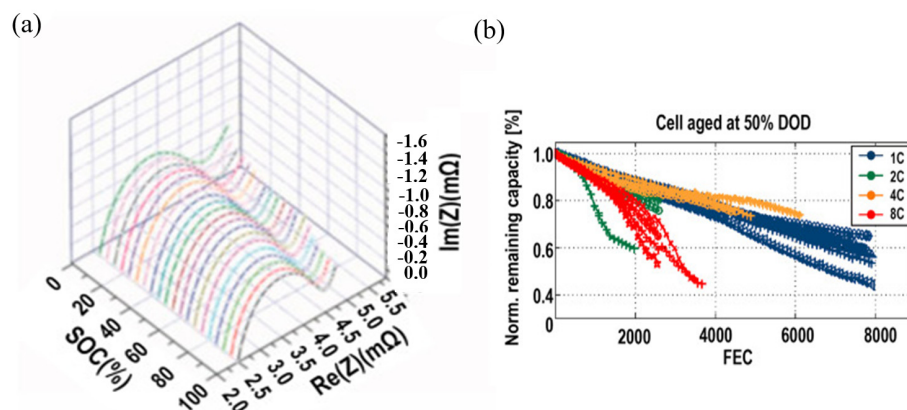 (a)
-1.6
-1.4
-1.2
-1.0
-0.8
-0.6
-0.4
-0.2
0.0
Im(Z)(mΩ)
0
20
40
60
80
100
SOC(%)
2.0
2.5
3.0
3.5
4.0
4.5
5.0
5.5
Re(Z)(mΩ)
(b)
Cell aged at 50% DOD
Norm. remaining capacity [%]
1.0
0.8
0.6
0.4
0
2000
4000
6000
8000
FEC
1C
2C
4C
8C